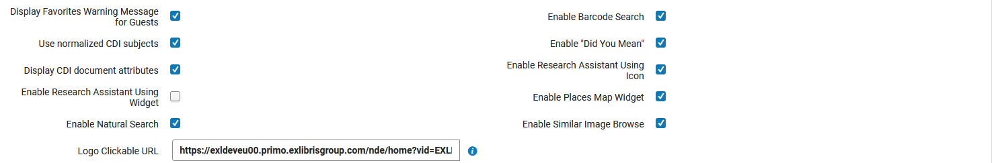 Display Favorites Warning Message
for Guests
Enable Barcode Search
Use normalized CDI subjects
Enable "Did You Mean"
Display CDI document attributes
Enable Research Assistant Using
Icon
Enable Research Assistant Using
Widget
Enable Places Map Widget
Enable Natural Search
Enable Similar Image Browse
Logo Clickable URL
https://exldeveu00.primo.exlibrisgroup.com/nde/home?vid=EXL